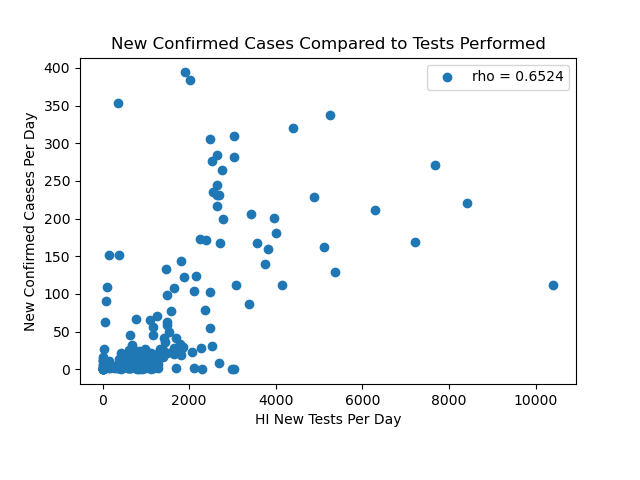 New Confirmed Cases Compared to Tests Performed
rho = 0.6524
400
350
300
250
200
150
100
50
0
New Confirmed Caeses Per Day
0 2000 4000 6000 8000 10000
HI New Tests Per Day